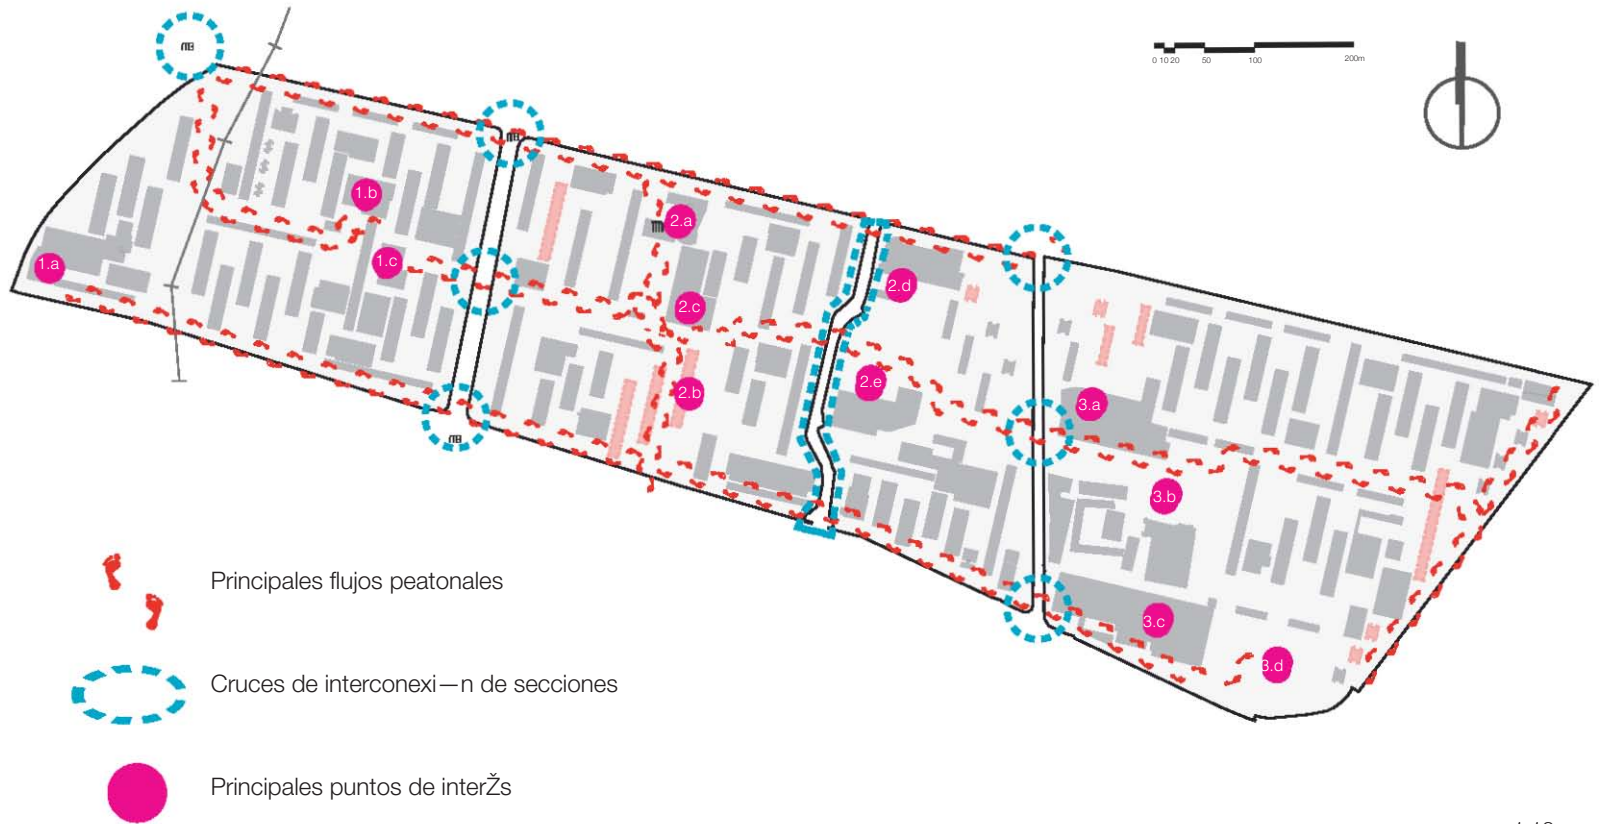 0 10 20 50 100 200m
1.a
1.b
1.c
2.a
2.b
2.c
2.d
2.e
3.a
3.b
3.c
3.d
Principales flujos peatonales
Cruces de interconexi—n de secciones
Principales puntos de interŽs